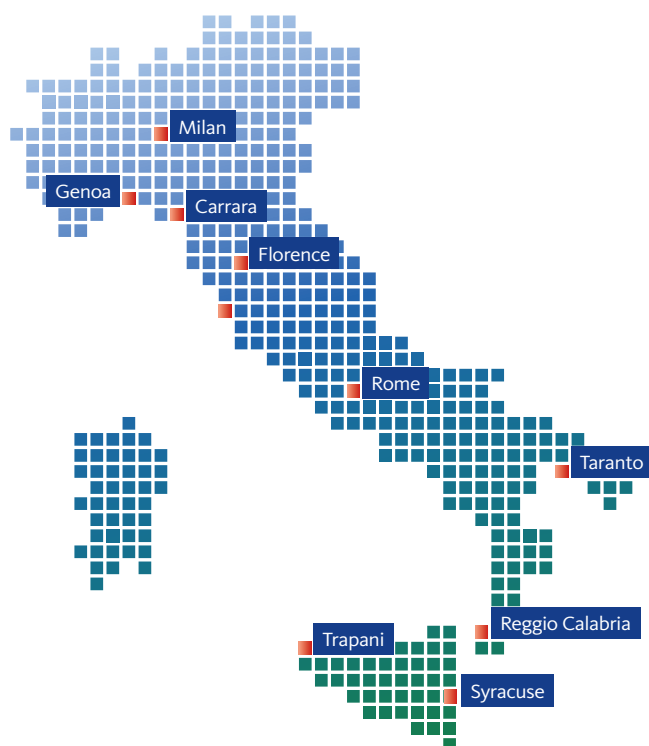 Milan
Genoa
Carrara
Florence
Rome
Taranto
Reggio Calabria
Trapani
Syracuse